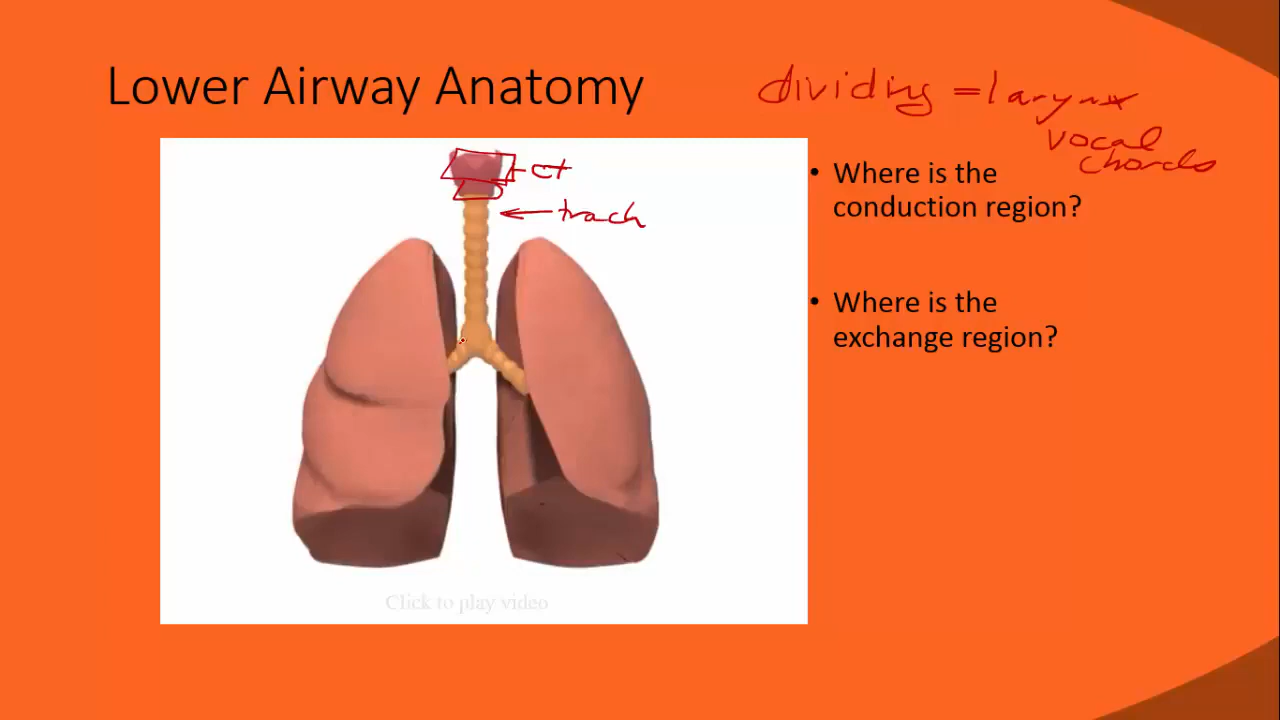 Lower Airway Anatomy
dividing = larynx
vocal
chords
ct
trach
• Where is the
conduction region?
• Where is the
exchange region?
Click to play video